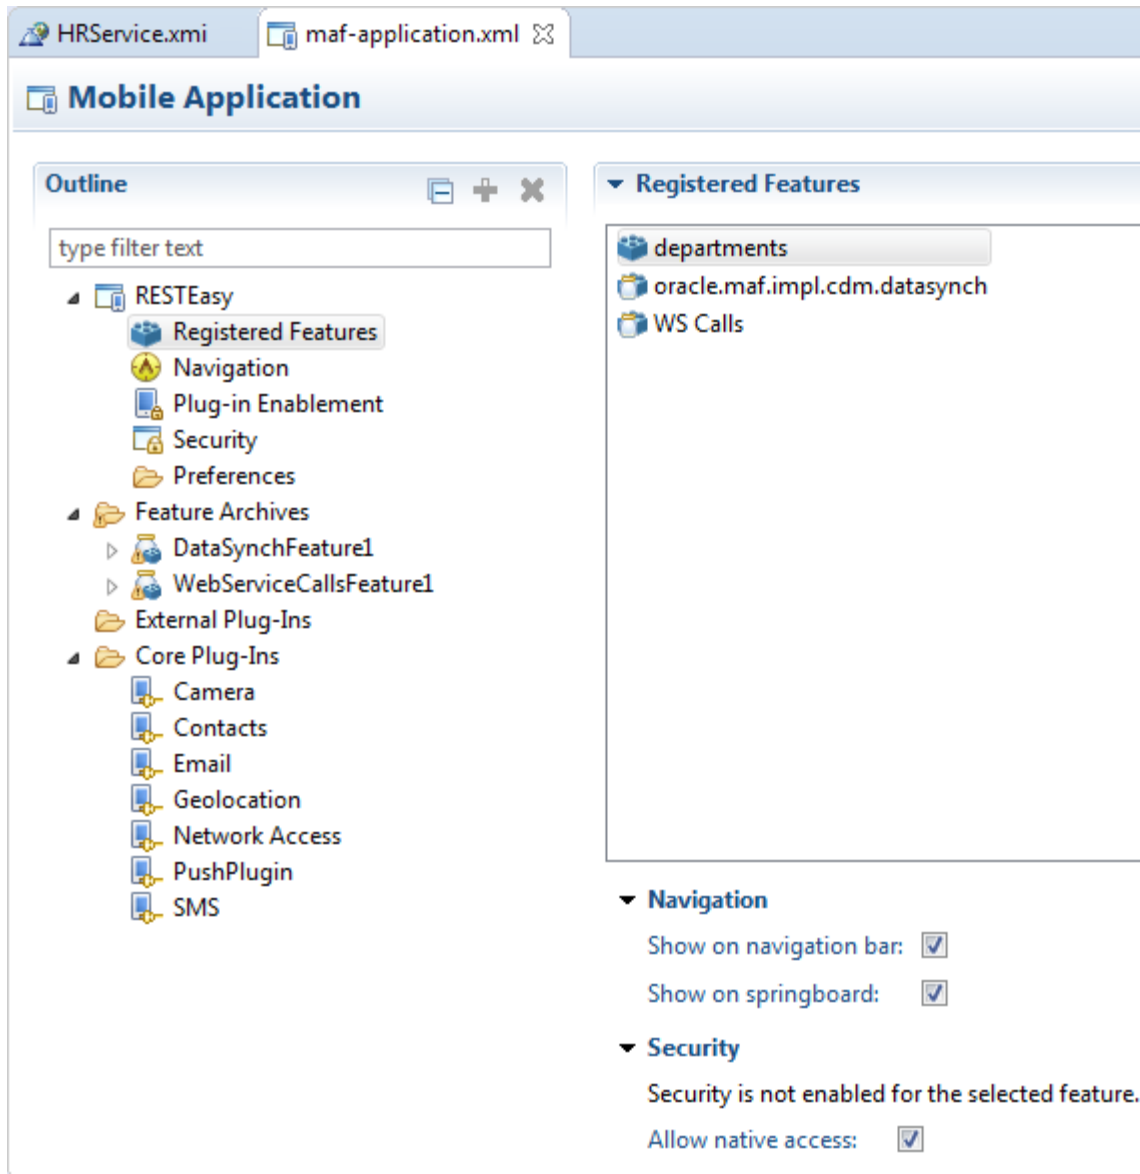 HRService.xmi
maf-application.xml
Mobile Application
Outline
type filter text
RESTEasy
Registered Features
Navigation
Plug-in Enablement
Security
Preferences
Feature Archives
DataSynchFeature1
WebServiceCallsFeature1
External Plug-Ins
Core Plug-Ins
Camera
Contacts
Email
Geolocation
Network Access
PushPlugin
SMS
Registered Features
departments
oracle.maf.impl.cdm.datasynch
WS Calls
Navigation
Show on navigation bar:
Show on springboard:
Security
Security is not enabled for the selected feature.
Allow native access: